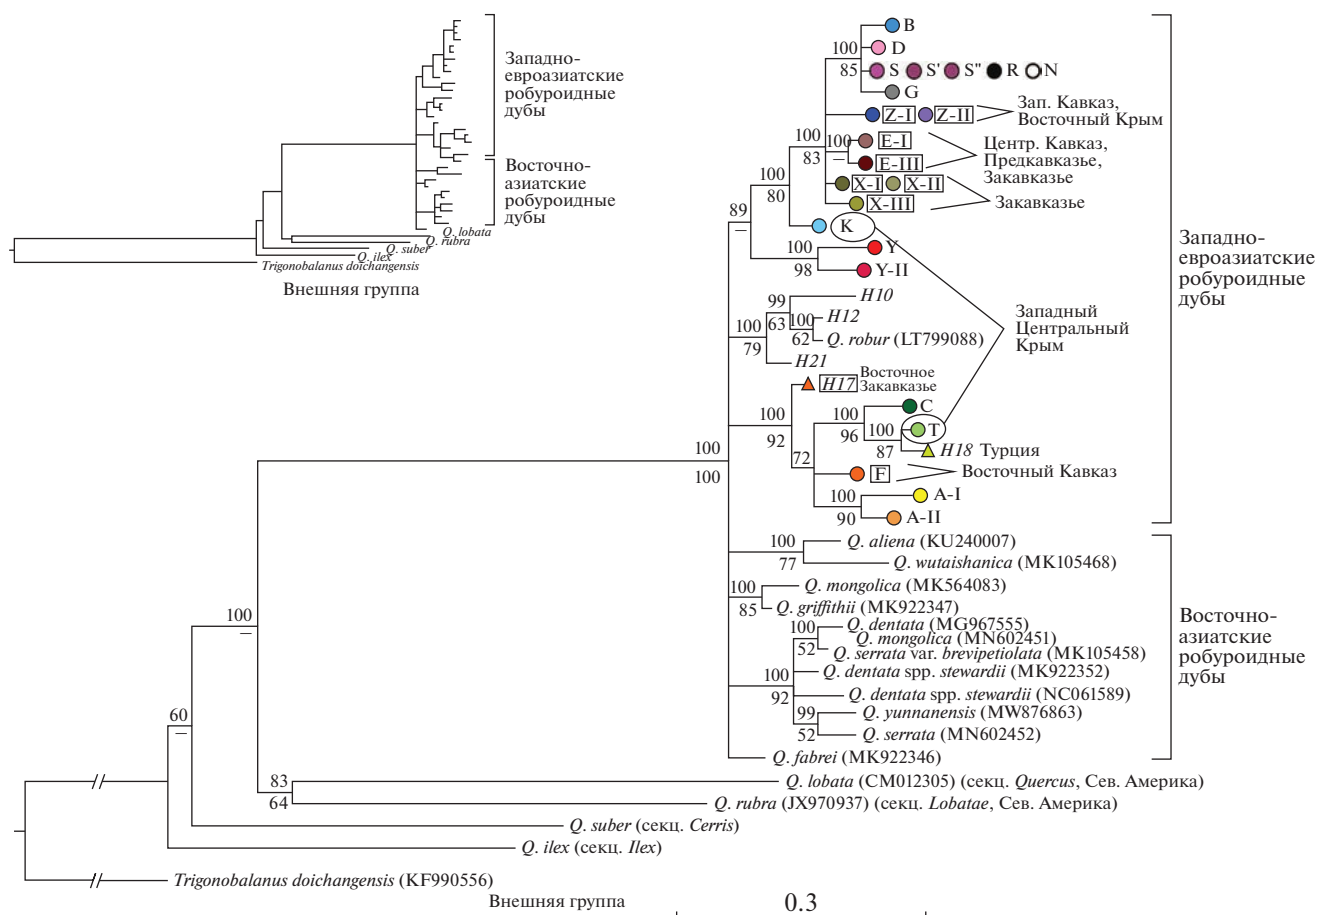 Западно-
евроазиатские
робуроидные
дубы
Восточно-
азиатские
робуроидные
дубы
Q. lobata
Q. rubra
Q. suber
Q. ilex
Trigonobalanus doichangensis
Внешняя группа
B
100
D
85
S S' S" R N
G
Z-I Z-II
Зап. Кавказ,
Восточный Крым
100
83
100
–
E-I
E-III
Центр. Кавказ,
Предкавказье,
Закавказье
X-I X-II
X-III
Закавказье
100
80
K
89
–
100
98
Y
Y-II
Западно-
евроазиатские
робуроидные
дубы
Западный
Центральный
Крым
H10
99
63
100
62
H12
Q. robur (LT799088)
100
79
H21
H17
Восточное
Закавказье
100
92
C
100
96
100
87
T
H18 Турция
72
F
Восточный Кавказ
100
90
A-I
A-II
100
100
Q. aliena (KU240007)
100
77
Q. wutaishanica (MK105468)
Q. mongolica (MK564083)
100
85
Q. griffithii (MK922347)
Q. dentata (MG967555)
100
52
Q. mongolica (MN602451)
Q. serrata var. brevipetiolata (MK105458)
Q. dentata spp. stewardii (MK922352)
100
92
Q. dentata spp. stewardii (NC061589)
99
52
Q. yunnanensis (MW876863)
Q. serrata (MN602452)
Q. fabrei (MK922346)
Восточно-
азиатские
робуроидные
дубы
100
–
60
–
83
64
Q. lobata (CM012305) (секц. Quercus, Сев. Америка)
Q. rubra (JX970937) (секц. Lobatae, Сев. Америка)
Q. suber (секц. Cerris)
Q. ilex (секц. Ilex)
Trigonobalanus doichangensis (KF990556)
Внешняя группа
0.3